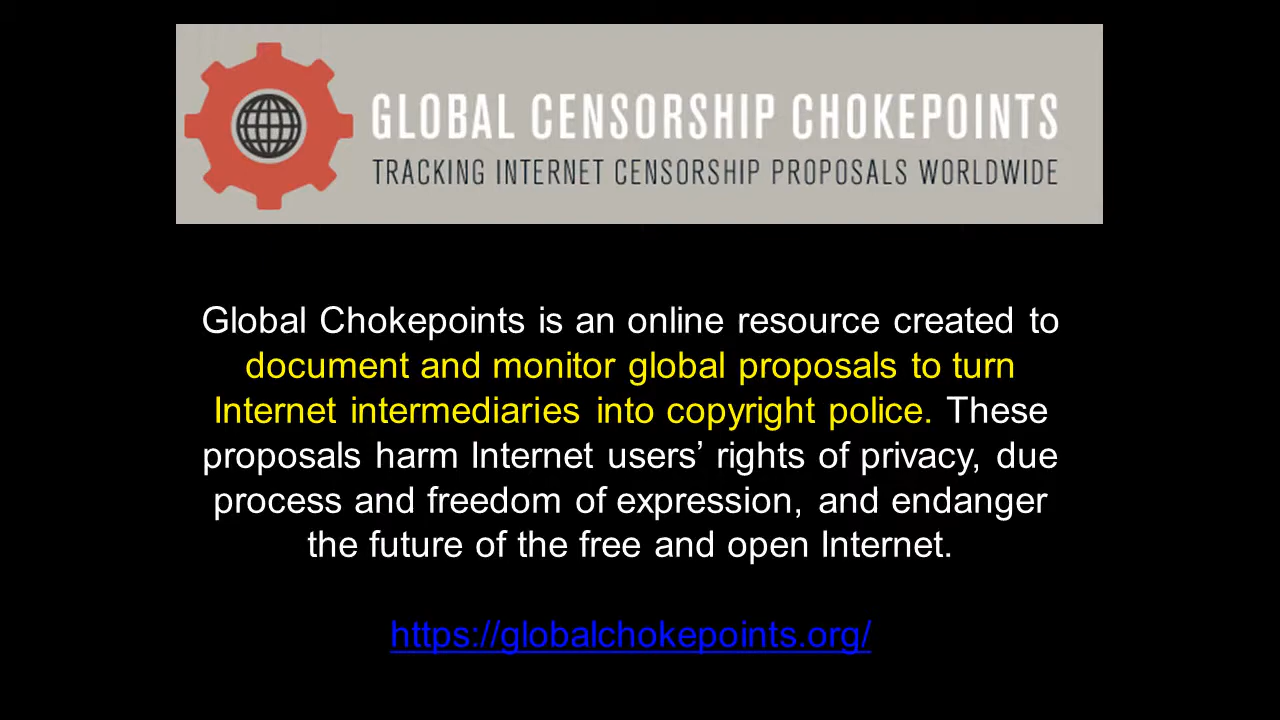 GLOBAL CENSORSHIP CHOKEPOINTS
TRACKING INTERNET CENSORSHIP PROPOSALS WORLDWIDE
Global Chokepoints is an online resource created to
document and monitor global proposals to turn
Internet intermediaries into copyright police. These
proposals harm Internet users’ rights of privacy, due
process and freedom of expression, and endanger
the future of the free and open Internet.
https://globalchokepoints.org/